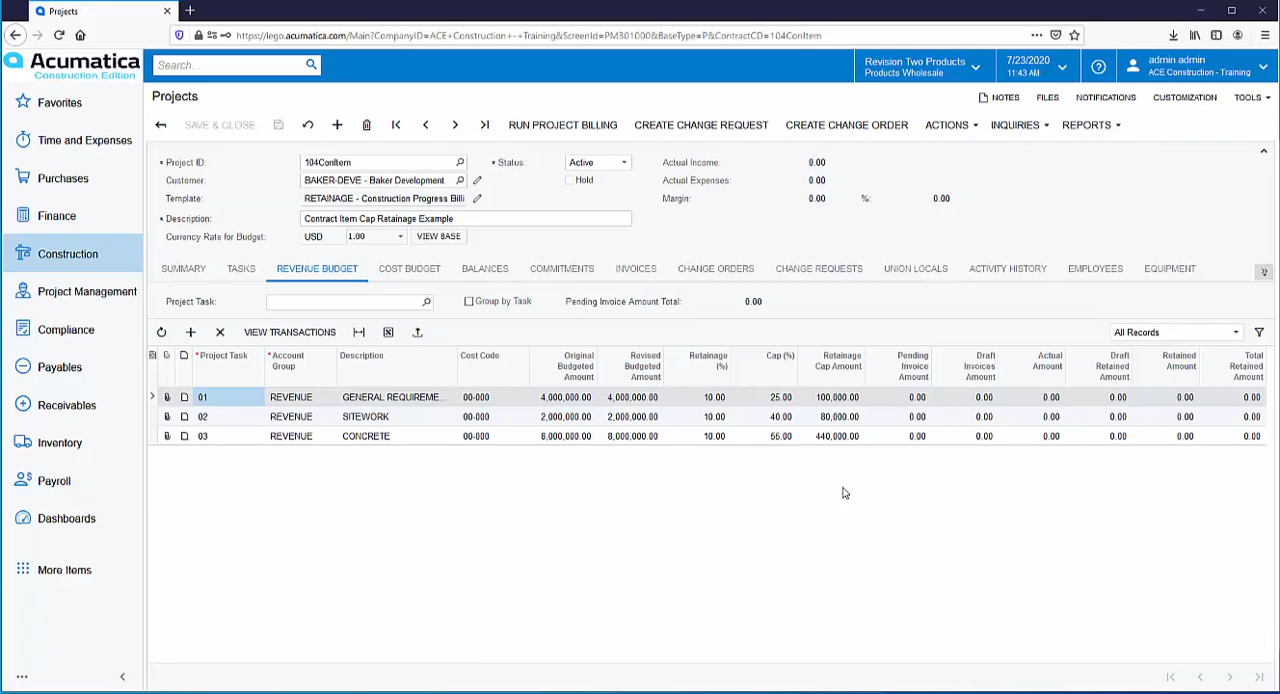 Projects
https://lego.acumatica.com/Main?CompanyID=ACE+Construction+-+Training&ScreenId=PM301000&BaseType=P&ContractCD=104ConItem
Acumatica
Construction Edition
Search...
Revision Two Products
Products Wholesale
7/23/2020
11:43 AM
admin admin
ACE Construction - Training
Favorites
Time and Expenses
Purchases
Finance
Construction
Project Management
Compliance
Payables
Receivables
Inventory
Payroll
Dashboards
More Items
Projects
NOTES FILES NOTIFICATIONS CUSTOMIZATION TOOLS
SAVE & CLOSE RUN PROJECT BILLING CREATE CHANGE REQUEST CREATE CHANGE ORDER ACTIONS INQUIRIES REPORTS
* Project ID: 104ConItem * Status: Active Actual Income: 0.00
Customer: BAKER-DEVE - Baker Development Hold Actual Expenses: 0.00
Template: RETAINAGE - Construction Progress Billi Margin: 0.00 %: 0.00
* Description: Contract Item Cap Retainage Example
Currency Rate for Budget: USD 1.00 VIEW BASE
SUMMARY TASKS REVENUE BUDGET COST BUDGET BALANCES COMMITMENTS INVOICES CHANGE ORDERS CHANGE REQUESTS UNION LOCALS ACTIVITY HISTORY EMPLOYEES EQUIPMENT
Project Task: Group by Task Pending Invoice Amount Total: 0.00
VIEW TRANSACTIONS All Records
* Project Task * Account Group Description Cost Code Original Budgeted Amount Revised Budgeted Amount Retainage (%) Cap (%) Retainage Cap Amount Pending Invoice Amount Draft Invoices Amount Actual Amount Draft Retained Amount Retained Amount Total Retained Amount
01 REVENUE GENERAL REQUIREME... 00-000 4,000,000.00 4,000,000.00 10.00 25.00 100,000.00 0.00 0.00 0.00 0.00 0.00 0.00
02 REVENUE SITEWORK 00-000 2,000,000.00 2,000,000.00 10.00 40.00 80,000.00 0.00 0.00 0.00 0.00 0.00 0.00
03 REVENUE CONCRETE 00-000 8,000,000.00 8,000,000.00 10.00 55.00 440,000.00 0.00 0.00 0.00 0.00 0.00 0.00